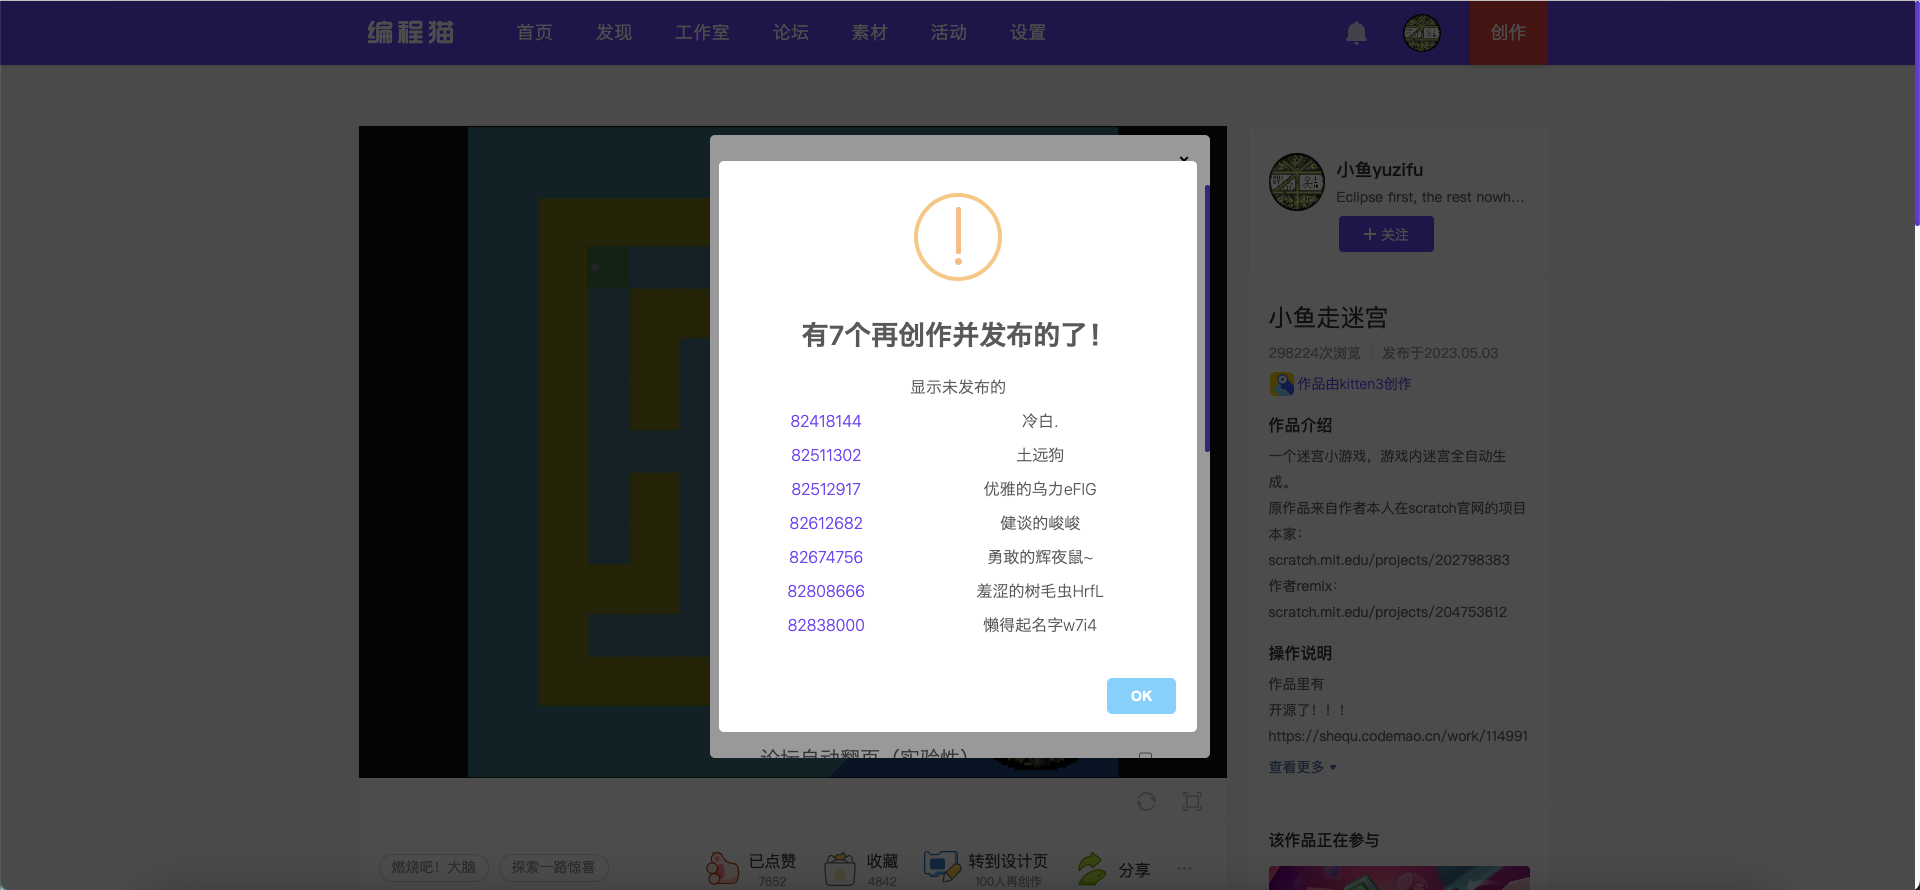 编程猫 首页 发现 工作室 论坛 素材 活动 设置 创作
有7个再创作并发布的了!
显示未发布的
82418144 冷白.
82511302 土远狗
82512917 优雅的乌力eFIG
82612682 健谈的峻峻
82674756 勇敢的辉夜鼠~
82808666 羞涩的树毛虫HrfL
82838000 懒得起名字w7i4
OK
论坛自动翻页（实验性）
燃烧吧！大脑 探索一路惊喜
已点赞 7652
收藏 4842
转到设计页 100人再创作
分享
小鱼yuzifu
Eclipse first, the rest nowh...
+ 关注
小鱼走迷宫
298224次浏览 发布于2023.05.03
作品由kitten3创作
作品介绍
一个迷宫小游戏，游戏内迷宫全自动生
成。
原作品来自作者本人在scratch官网的项目
本家：
scratch.mit.edu/projects/202798383
作者remix：
scratch.mit.edu/projects/204753612
操作说明
作品里有
开源了！！！
https://shequ.codemao.cn/work/114991
查看更多
该作品正在参与